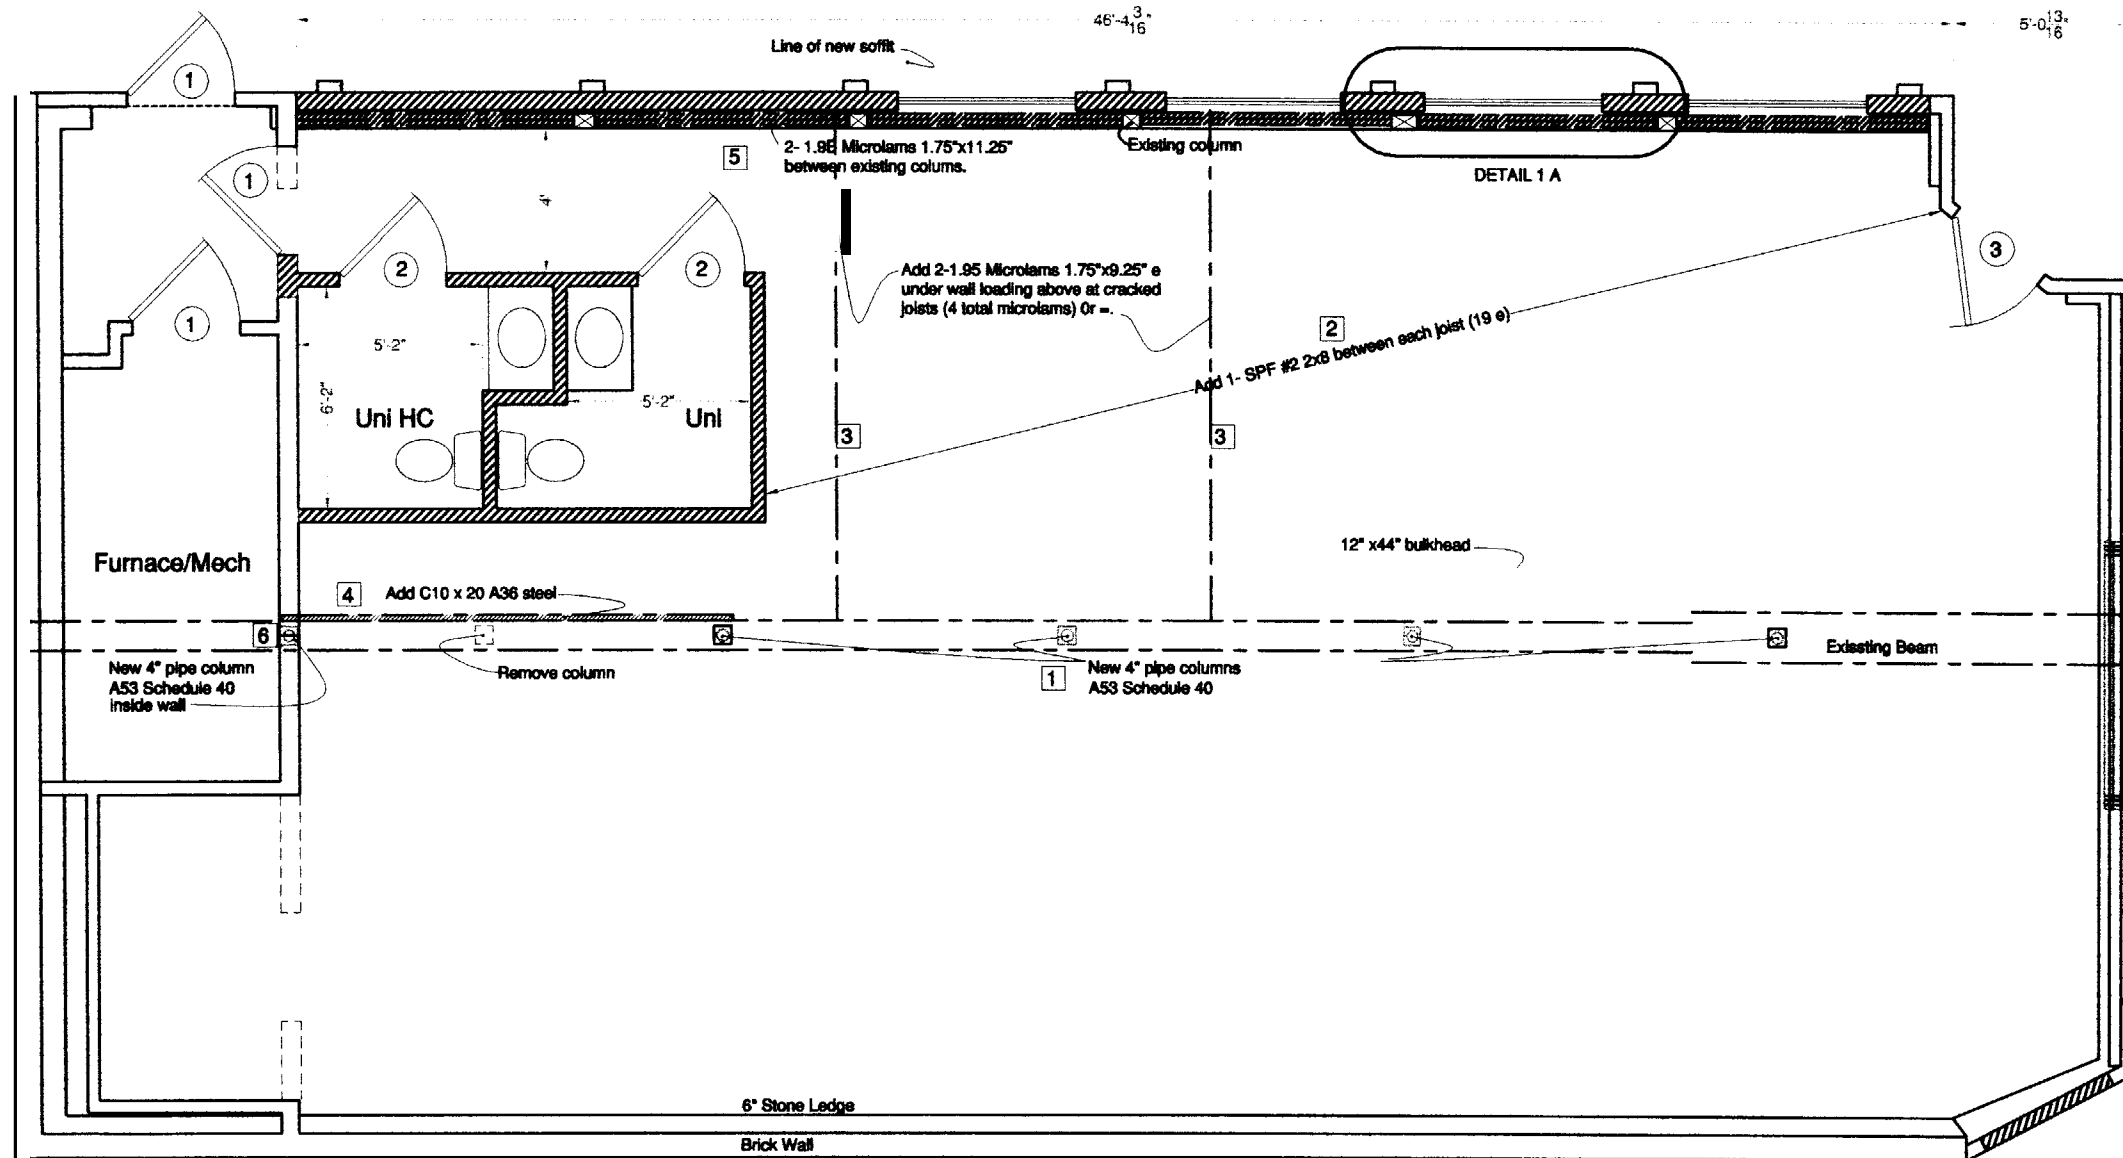 46'-4 3/16"
5'-0 13/16"
Line of new soffit
1
2- 1.9E Microlams 1.75"x11.25"
between existing colums.
5
Existing column
DETAIL 1 A
1
4'
2
2
3
Add 2-1.95 Microlams 1.75"x9.25" e
under wall loading above at cracked
joists (4 total microlams) 0r =.
1
2
Add 1- SPF #2 2x8 between each joist (19 e)
5'-2"
6'-2"
5'-2"
Uni HC
Uni
3
3
12" x44" bulkhead
Furnace/Mech
4
Add C10 x 20 A36 steel
6
New 4" pipe column
A53 Schedule 40
inside wall
Remove column
1
New 4" pipe columns
A53 Schedule 40
Exissting Beam
6" Stone Ledge
Brick Wall